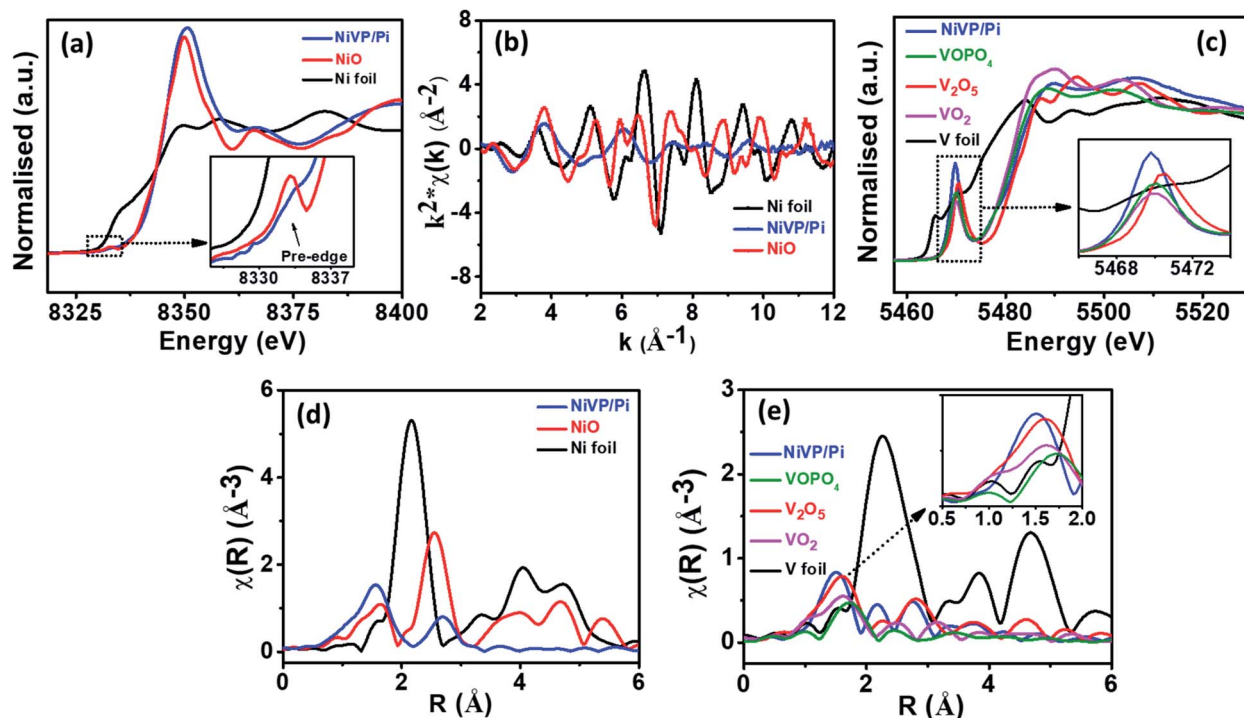 (a)
NiVP/Pi
NiO
Ni foil
Normalised (a.u.)
Pre-edge
8330 8337
8325 8350 8375 8400
Energy (eV)
(b)
k²*χ(k) (Å⁻²)
8
4
0
-4
-8
Ni foil
NiVP/Pi
NiO
2 4 6 8 10 12
k (Å⁻¹)
(c)
NiVP/Pi
VOPO₄
V₂O₅
VO₂
V foil
Normalised (a.u.)
5468 5472
5460 5480 5500 5520
Energy (eV)
(d)
NiVP/Pi
NiO
Ni foil
χ(R) (Å⁻³)
6
4
2
0
0 2 4 6
R (Å)
(e)
NiVP/Pi
VOPO₄
V₂O₅
VO₂
V foil
χ(R) (Å⁻³)
3
2
1
0
0.5 1.0 1.5 2.0
0 1 2 3 4 5 6
R (Å)